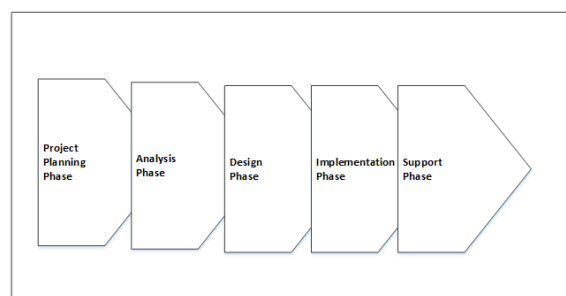 Project
Planning
Phase
Analysis
Phase
Design
Phase
Implementation
Phase
Support
Phase